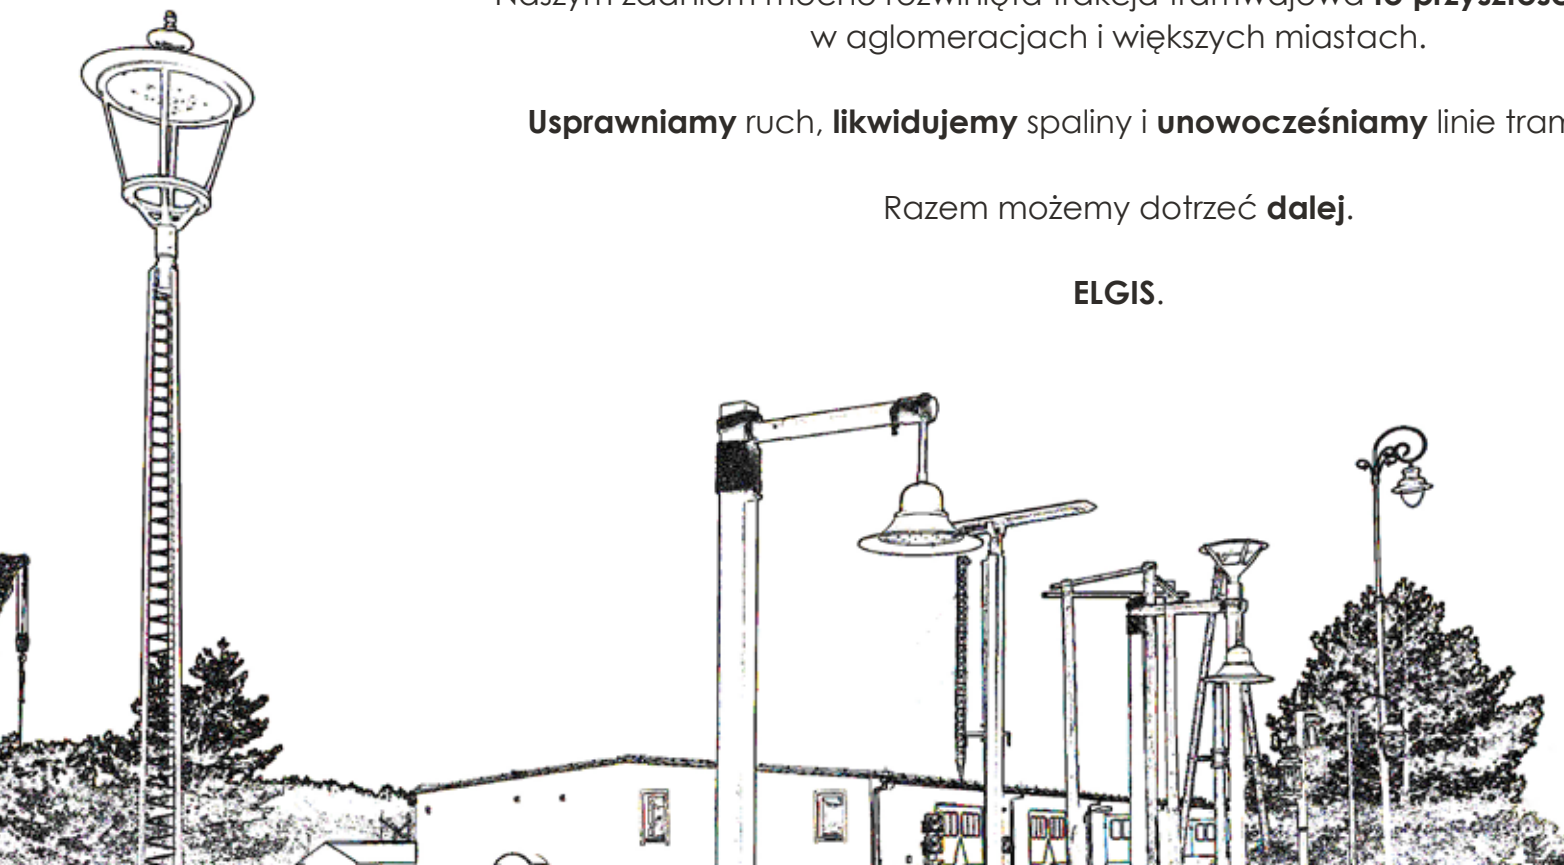 Naszym zdaniem mocno rozwinięta trakcja tramwajowa to
w aglomeracjach i większych miastach.
Usprawniamy ruch, likwidujemy spaliny i unowocześniamy linie
Razem możemy dotrzeć dalej.
ELGIS.